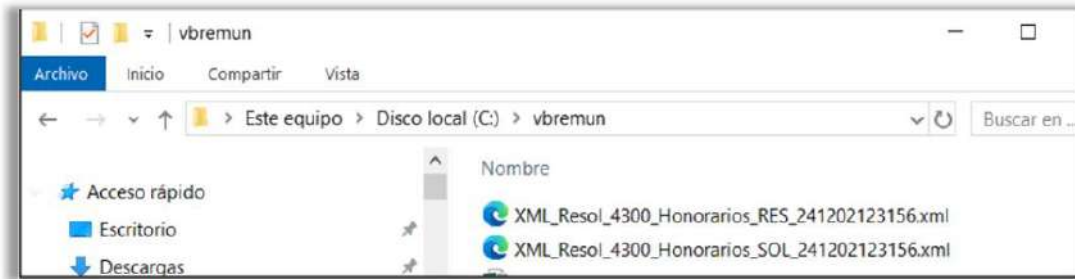 vbremun
Archivo Inicio Compartir Vista
Este equipo > Disco local (C:) > vbremun Buscar en ...
Nombre
Acceso rápido
XML_Resol_4300_Honorarios_RES_241202123156.xml
Escritorio
XML_Resol_4300_Honorarios_SOL_241202123156.xml
Descargas